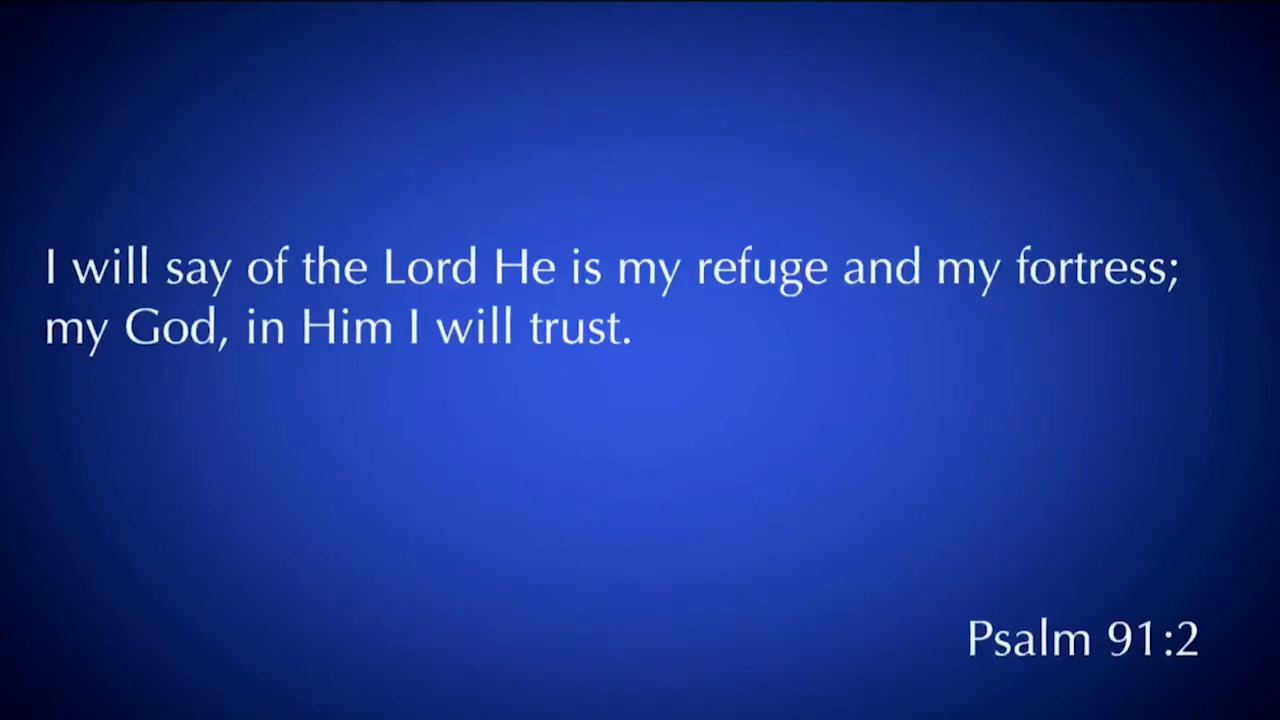 I will say of the Lord He is my refuge and my fortress;
my God, in Him I will trust.
Psalm 91:2